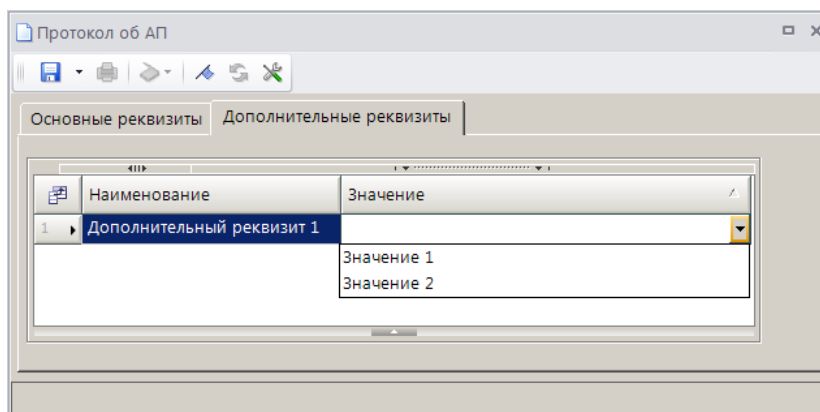 Протокол об АП
Основные реквизиты Дополнительные реквизиты
Наименование Значение
1 Дополнительный реквизит 1
Значение 1
Значение 2